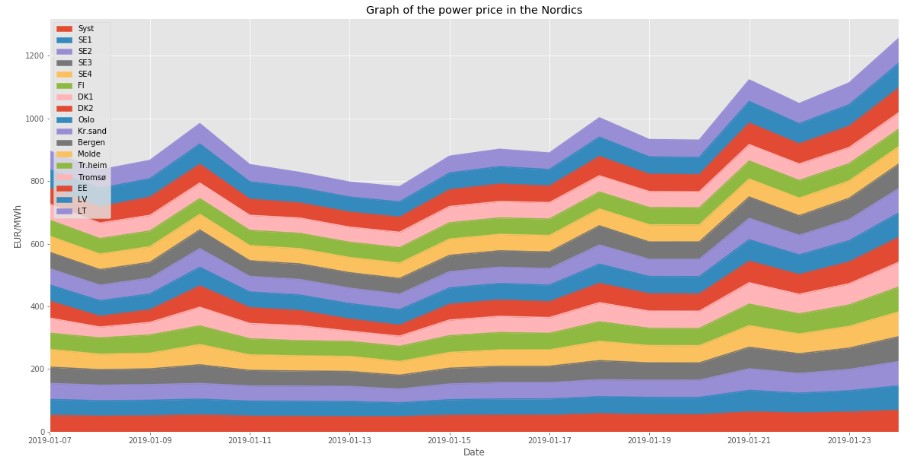 Graph of the power price in the Nordics
Syst
SE1
SE2
SE3
SE4
FI
DK1
DK2
Oslo
Kr.sand
Bergen
Molde
Tr.heim
Tromsø
EE
LV
LT
1200
1000
800
600
400
200
0
EUR/MWh
2019-01-07 2019-01-09 2019-01-11 2019-01-13 2019-01-15 2019-01-17 2019-01-19 2019-01-21 2019-01-23
Date